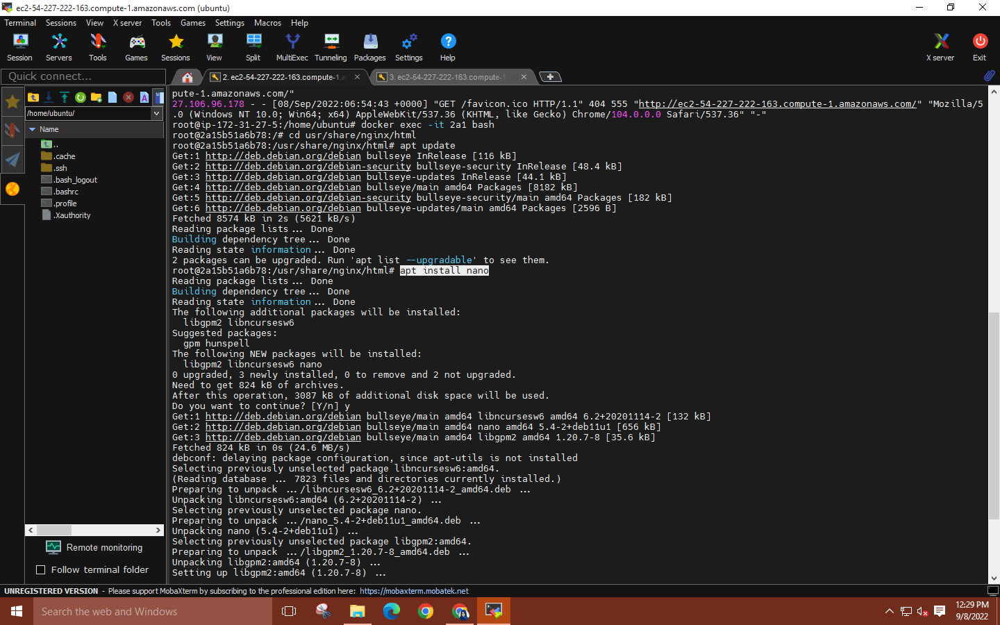 ec2-54-227-222-163.compute-1.amazonaws.com (ubuntu)
Terminal Sessions View X server Tools Games Settings Macros Help
Session Servers Tools Games Sessions View Split MultiExec Tunneling Packages Settings Help X server Exit
Quick connect...
2. ec2-54-227-222-163.compute-1.a
3. ec2-54-227-222-163.compute-1
/home/ubuntu/
Name
..
.cache
.ssh
.bash_logout
.bashrc
.profile
.Xauthority
Remote monitoring
Follow terminal folder
pute-1.amazonaws.com/"
27.106.96.178 - - [08/Sep/2022:06:54:43 +0000] "GET /favicon.ico HTTP/1.1" 404 555 "http://ec2-54-227-222-163.compute-1.amazonaws.com/" "Mozilla/5
.0 (Windows NT 10.0; Win64; x64) AppleWebKit/537.36 (KHTML, like Gecko) Chrome/104.0.0.0 Safari/537.36" "-"
root@ip-172-31-27-5:/home/ubuntu# docker exec -it 2a1 bash
root@2a15b51a6b78:/# cd usr/share/nginx/html
root@2a15b51a6b78:/usr/share/nginx/html# apt update
Get:1 http://deb.debian.org/debian bullseye InRelease [116 kB]
Get:2 http://deb.debian.org/debian-security bullseye-security InRelease [48.4 kB]
Get:3 http://deb.debian.org/debian bullseye-updates InRelease [44.1 kB]
Get:4 http://deb.debian.org/debian bullseye/main amd64 Packages [8182 kB]
Get:5 http://deb.debian.org/debian-security bullseye-security/main amd64 Packages [182 kB]
Get:6 http://deb.debian.org/debian bullseye-updates/main amd64 Packages [2596 B]
Fetched 8574 kB in 2s (5621 kB/s)
Reading package lists... Done
Building dependency tree... Done
Reading state information... Done
2 packages can be upgraded. Run 'apt list --upgradable' to see them.
root@2a15b51a6b78:/usr/share/nginx/html# apt install nano
Reading package lists... Done
Building dependency tree... Done
Reading state information... Done
The following additional packages will be installed:
libgpm2 libncursesw6
Suggested packages:
gpm hunspell
The following NEW packages will be installed:
libgpm2 libncursesw6 nano
0 upgraded, 3 newly installed, 0 to remove and 2 not upgraded.
Need to get 824 kB of archives.
After this operation, 3087 kB of additional disk space will be used.
Do you want to continue? [Y/n] y
Get:1 http://deb.debian.org/debian bullseye/main amd64 libncursesw6 amd64 6.2+20201114-2 [132 kB]
Get:2 http://deb.debian.org/debian bullseye/main amd64 nano amd64 5.4-2+deb11u1 [656 kB]
Get:3 http://deb.debian.org/debian bullseye/main amd64 libgpm2 amd64 1.20.7-8 [35.6 kB]
Fetched 824 kB in 0s (24.6 MB/s)
debconf: delaying package configuration, since apt-utils is not installed
Selecting previously unselected package libncursesw6:amd64.
(Reading database ... 7823 files and directories currently installed.)
Preparing to unpack .../libncursesw6_6.2+20201114-2_amd64.deb ...
Unpacking libncursesw6:amd64 (6.2+20201114-2) ...
Selecting previously unselected package nano.
Preparing to unpack .../nano_5.4-2+deb11u1_amd64.deb ...
Unpacking nano (5.4-2+deb11u1) ...
Selecting previously unselected package libgpm2:amd64.
Preparing to unpack .../libgpm2_1.20.7-8_amd64.deb ...
Unpacking libgpm2:amd64 (1.20.7-8) ...
Setting up libgpm2:amd64 (1.20.7-8) ...
UNREGISTERED VERSION - Please support MobaXterm by subscribing to the professional edition here: https://mobaxterm.mobatek.net
Search the web and Windows
12:29 PM
9/8/2022